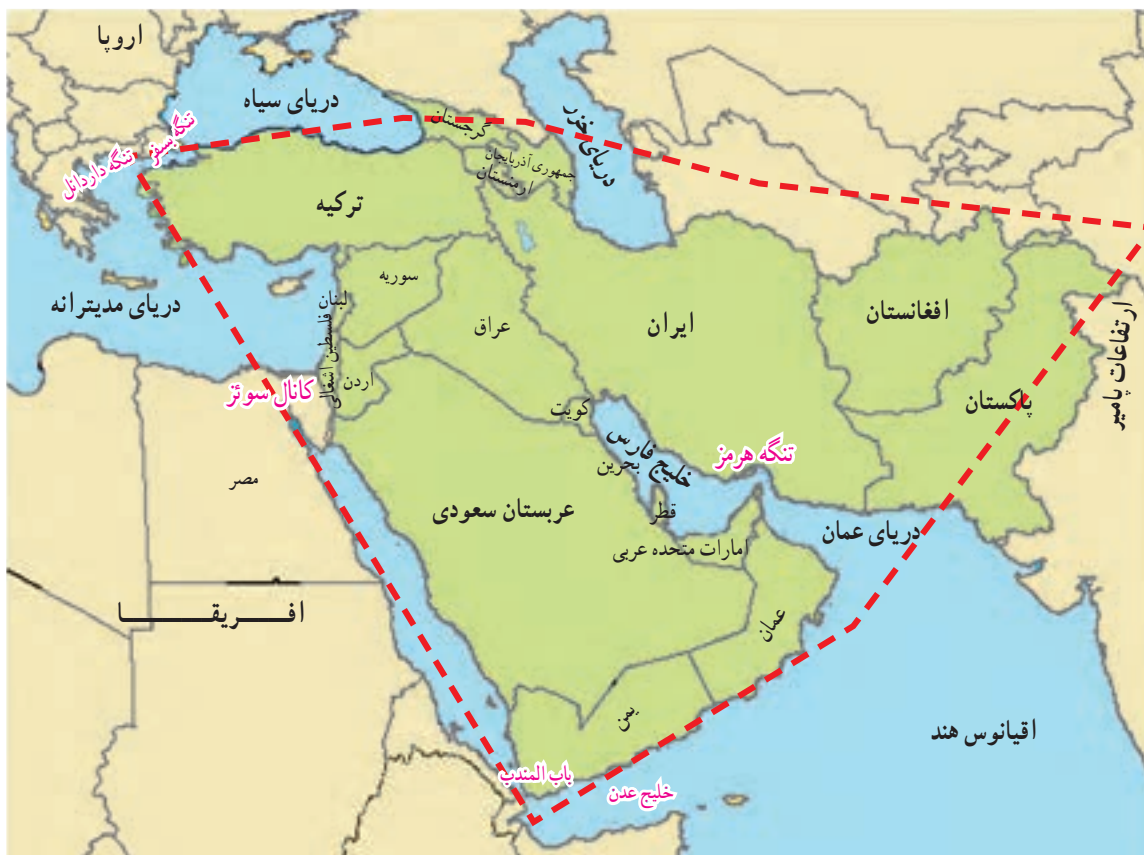 اروپا
دریای سیاه
تنگه بسفر
تنگه داردانل
گرجستان
جمهوری آذربایجان
ارمنستان
دریای خزر
ترکیه
سوریه
لبنان
فلسطین اشغالی
دریای مدیترانه
عراق
ایران
افغانستان
ارتفاعات پامیر
اردن
کانال سوئز
کویت
پاکستان
خلیج فارس
تنگه هرمز
بحرین
مصر
قطر
عربستان سعودی
دریای عمان
امارات متحده عربی
افریقا
عمان
یمن
اقیانوس هند
باب المندب
خلیج عدن